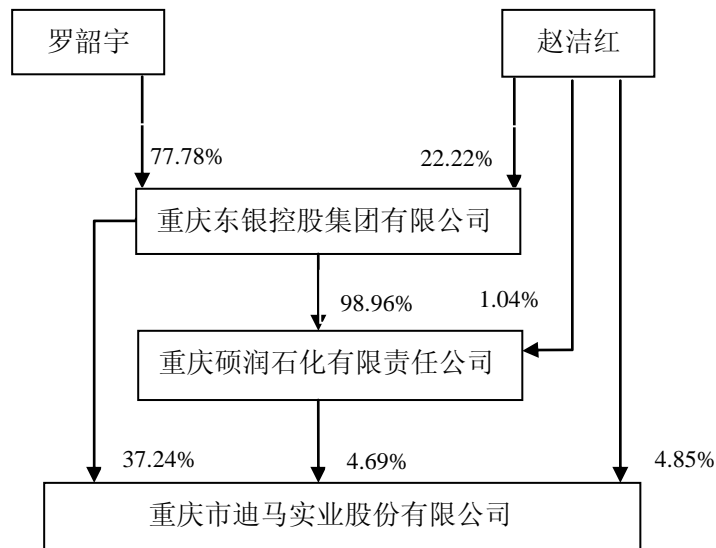 罗韶宇
赵洁红
77.78%
22.22%
重庆东银控股集团有限公司
98.96%
1.04%
重庆硕润石化有限责任公司
37.24%
4.69%
4.85%
重庆市迪马实业股份有限公司